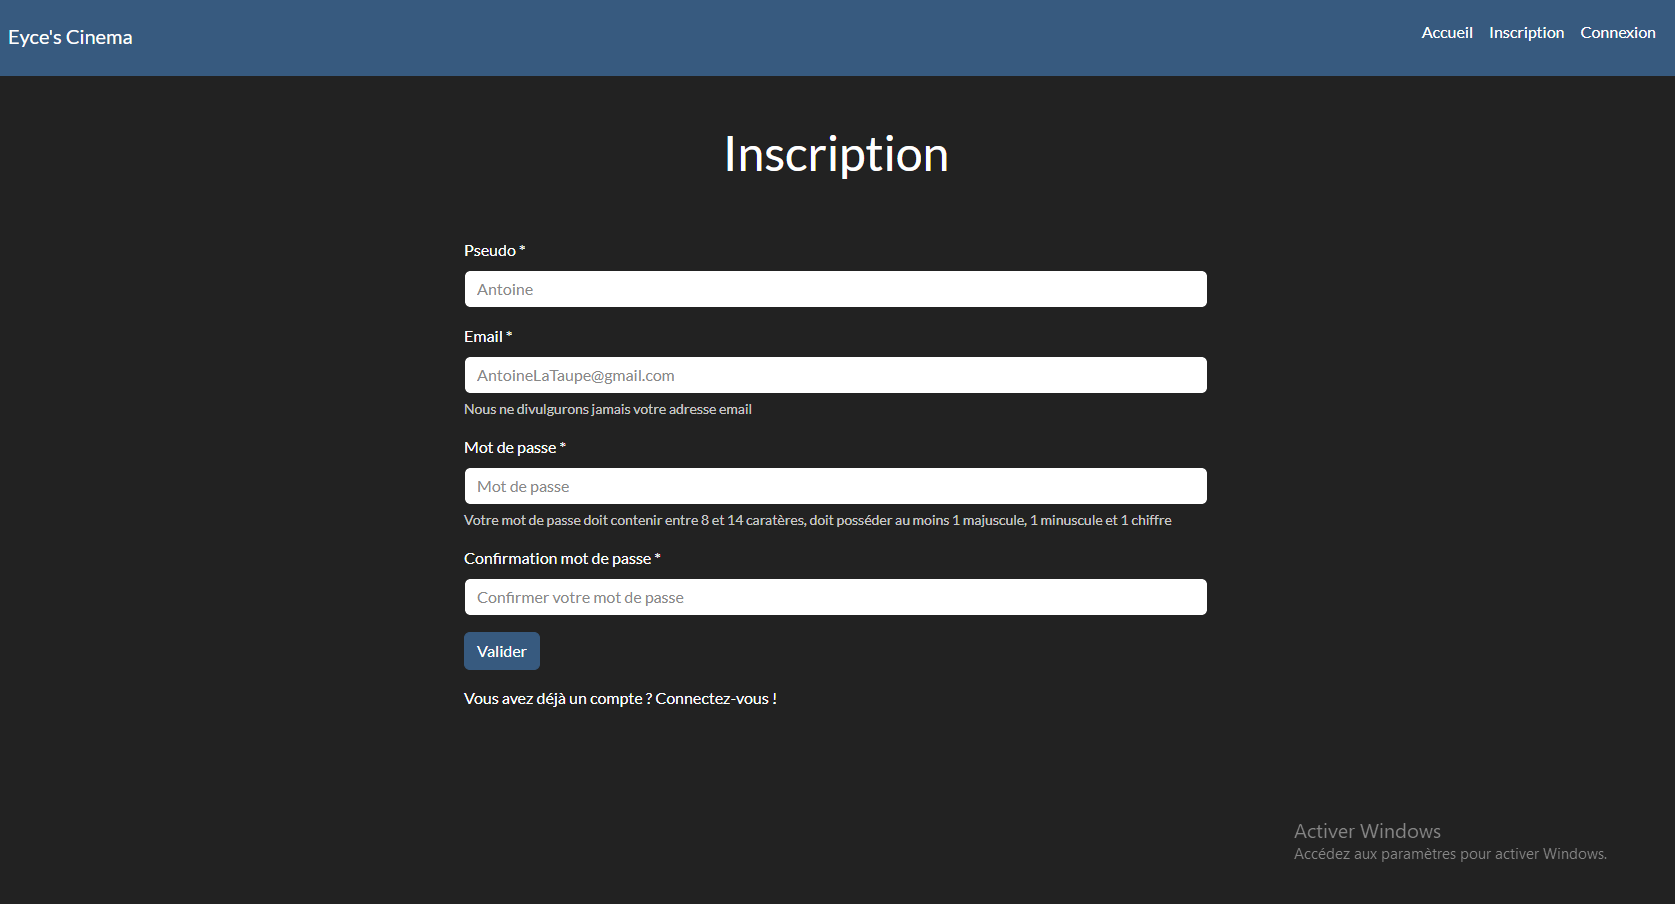 Eyce's Cinema
Accueil Inscription Connexion
Inscription
Pseudo *
Antoine
Email *
AntoineLaTaupe@gmail.com
Nous ne divulgurons jamais votre adresse email
Mot de passe *
Mot de passe
Votre mot de passe doit contenir entre 8 et 14 caratères, doit posséder au moins 1 majuscule, 1 minuscule et 1 chiffre
Confirmation mot de passe *
Confirmer votre mot de passe
Valider
Vous avez déjà un compte ? Connectez-vous !
Activer Windows
Accédez aux paramètres pour activer Windows.